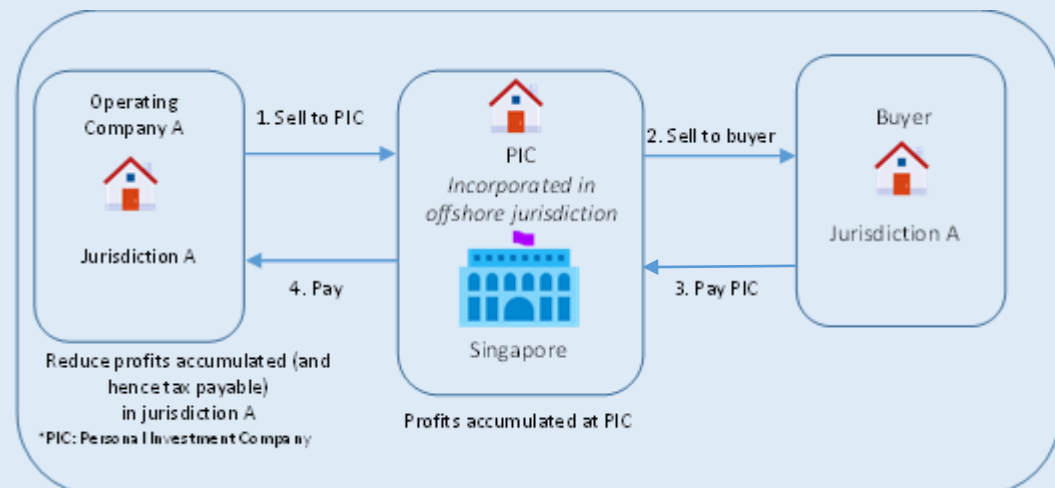 Operating
Company A
Jurisdiction A
1. Sell to PIC
4. Pay
PIC
Incorporated in
offshore jurisdiction
Singapore
2. Sell to buyer
3. Pay PIC
Buyer
Jurisdiction A
Reduce profits accumulated (and
hence tax payable)
in jurisdiction A
*PIC: Personal Investment Company
Profits accumulated at PIC